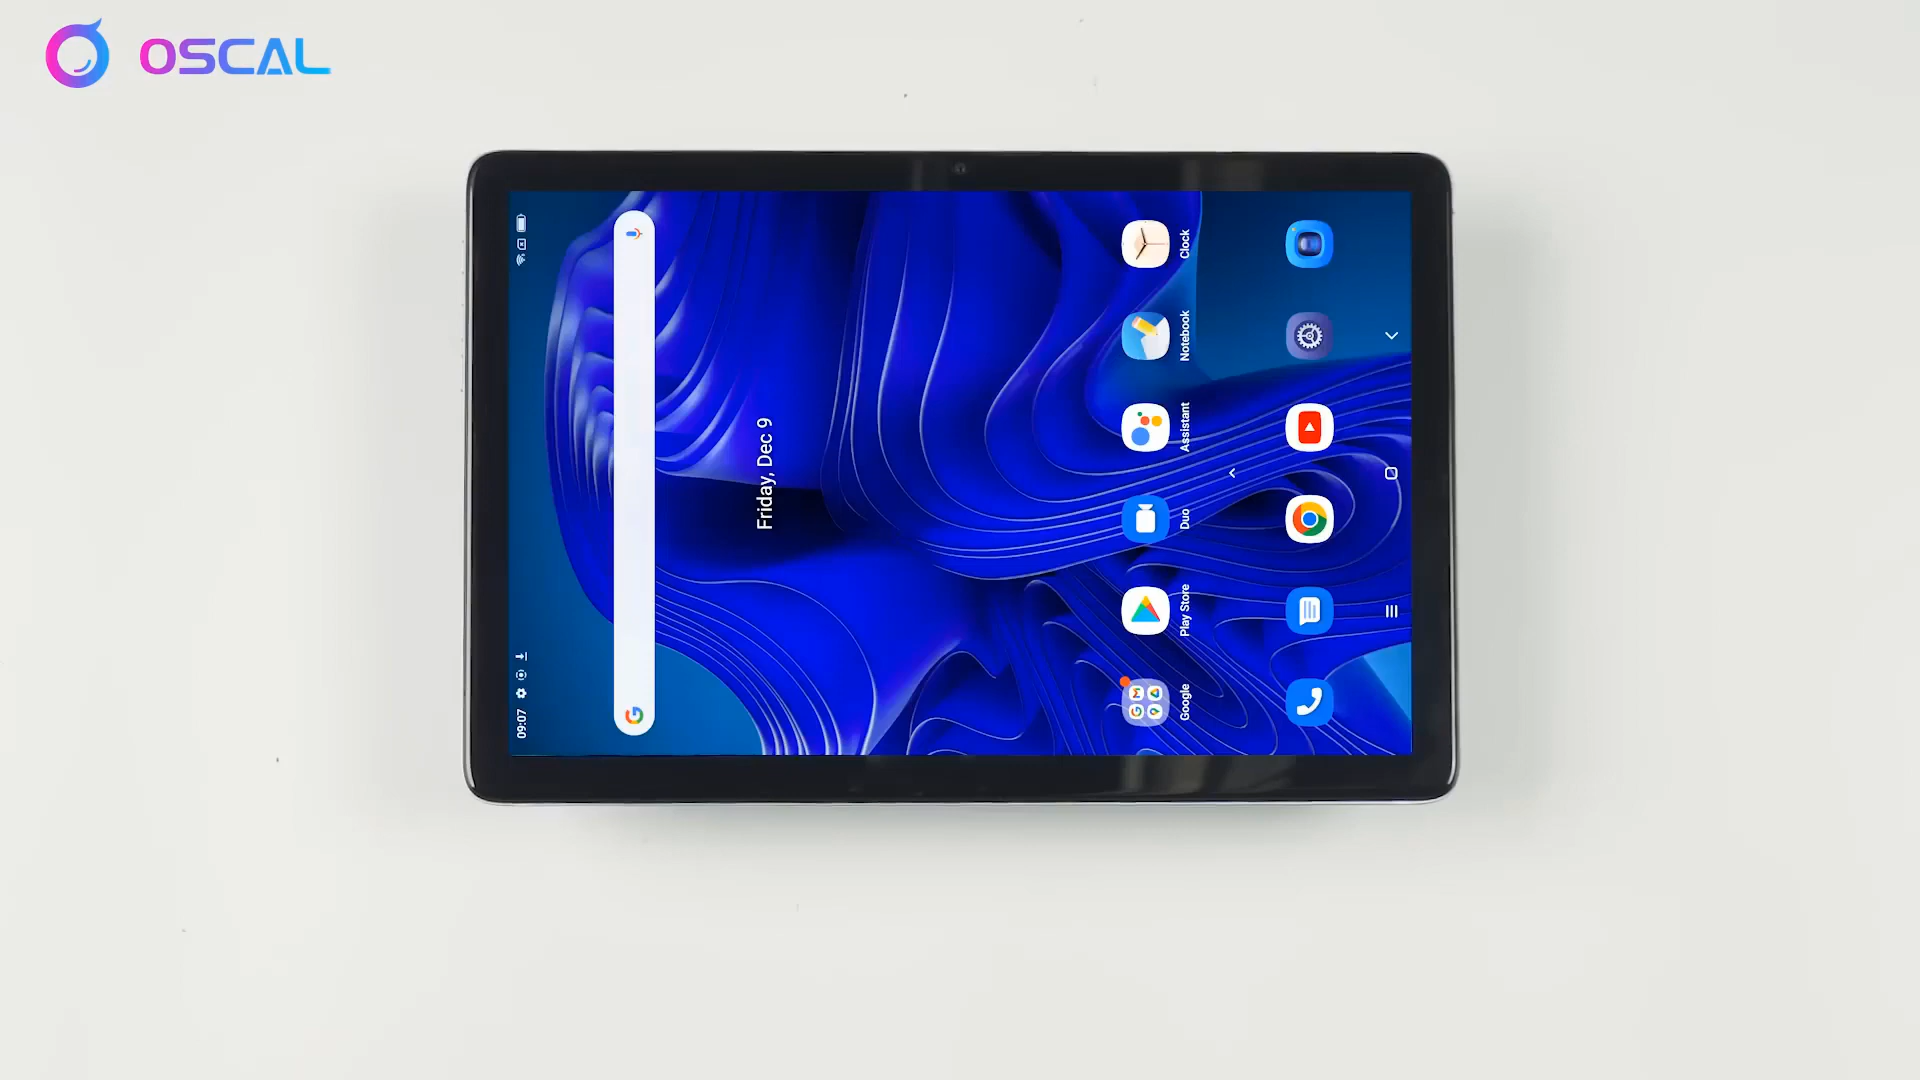 OSCAL
09:07
Friday, Dec 9
Google
Play Store
Duo
Assistant
Notebook
Clock